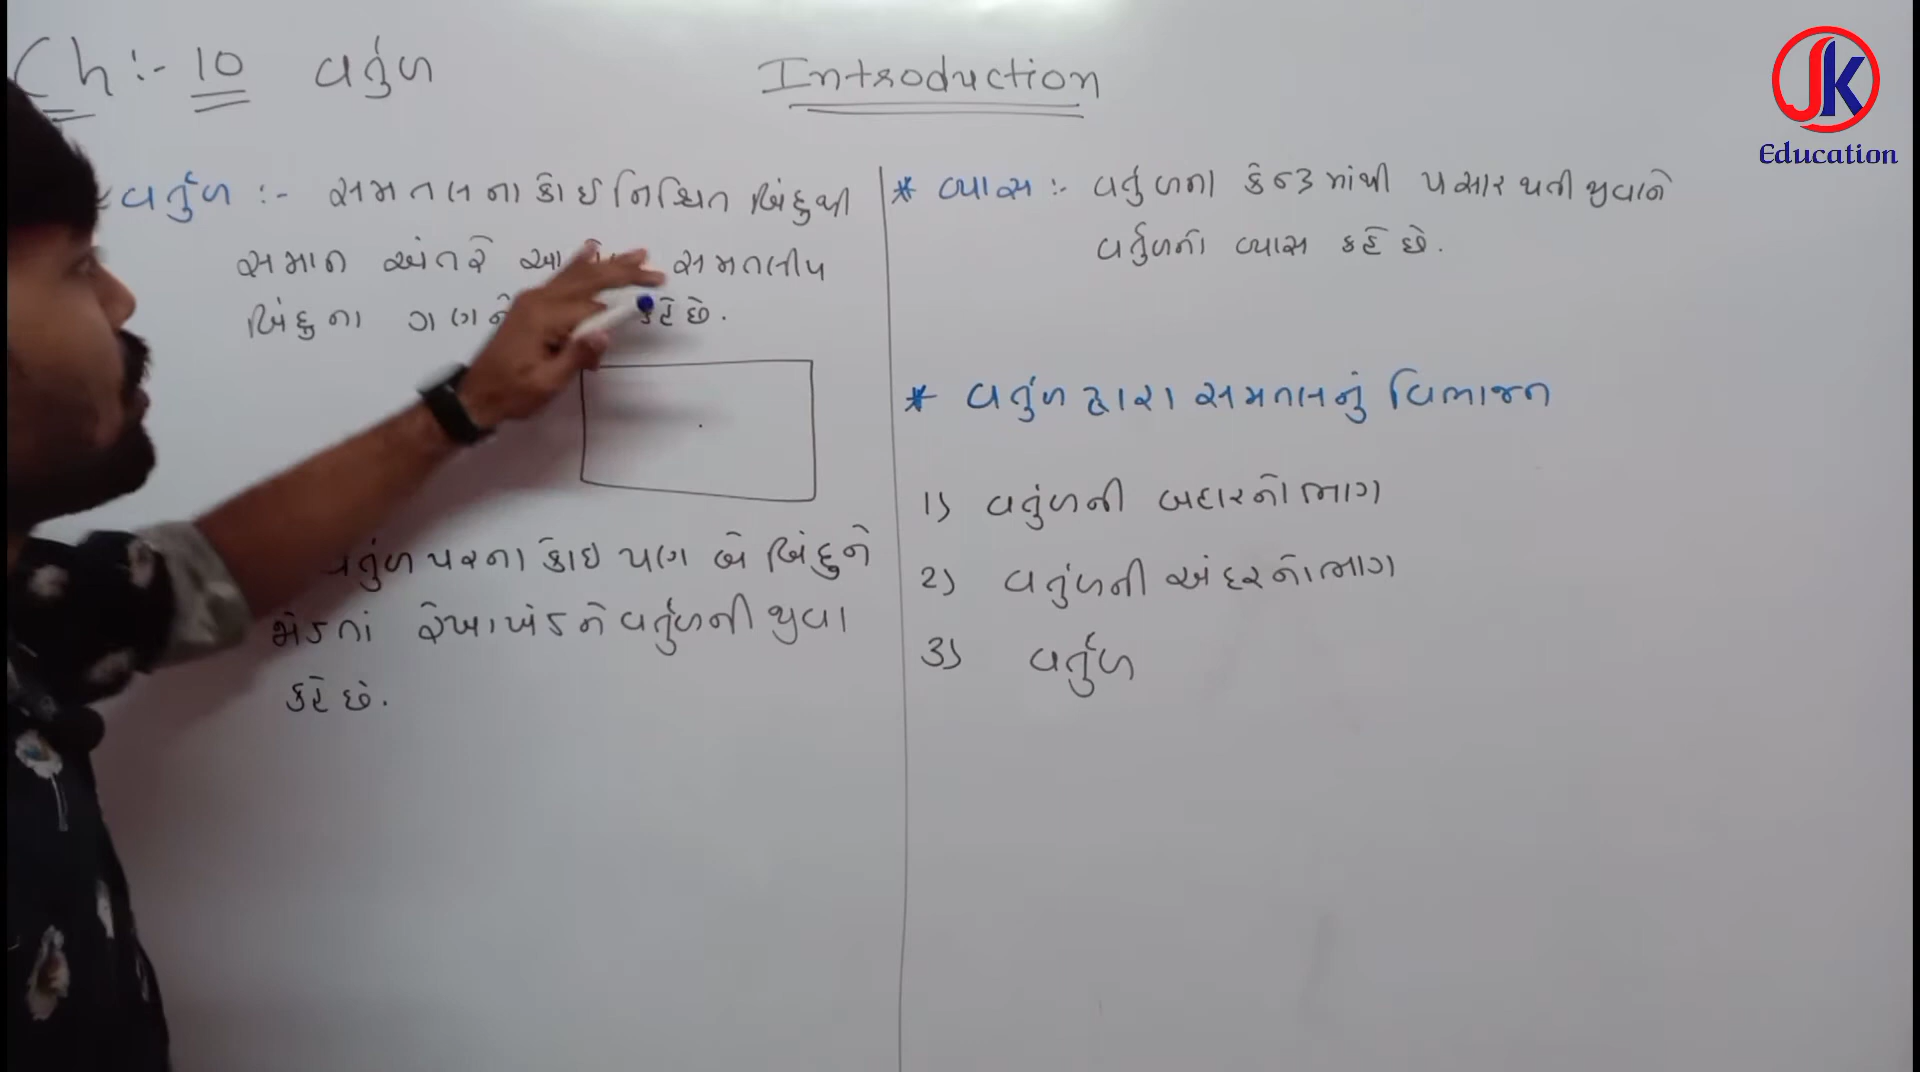 Ch :- 10 વર્તુળ
Introduction
JK
Education
વર્તુળ :- સમતલના કોઈ નિશ્ચિત બિંદુથી
સમાન અંતરે સમતલીય
બિંદુના ગણને કહે છે.
વર્તુળ પરના કોઇ પણ બે બિંદુને
જોડતાં રેખાખંડને વર્તુળની જીવા
કહે છે.
* વ્યાસ :- વર્તુળના કેન્દ્રમાંથી પસાર થતી જીવાને
વર્તુળનો વ્યાસ કહે છે.
* વર્તુળ દ્વારા સમતલનું વિભાજન
1) વર્તુળની બહારનો ભાગ
2) વર્તુળની અંદરનો ભાગ
3) વર્તુળ